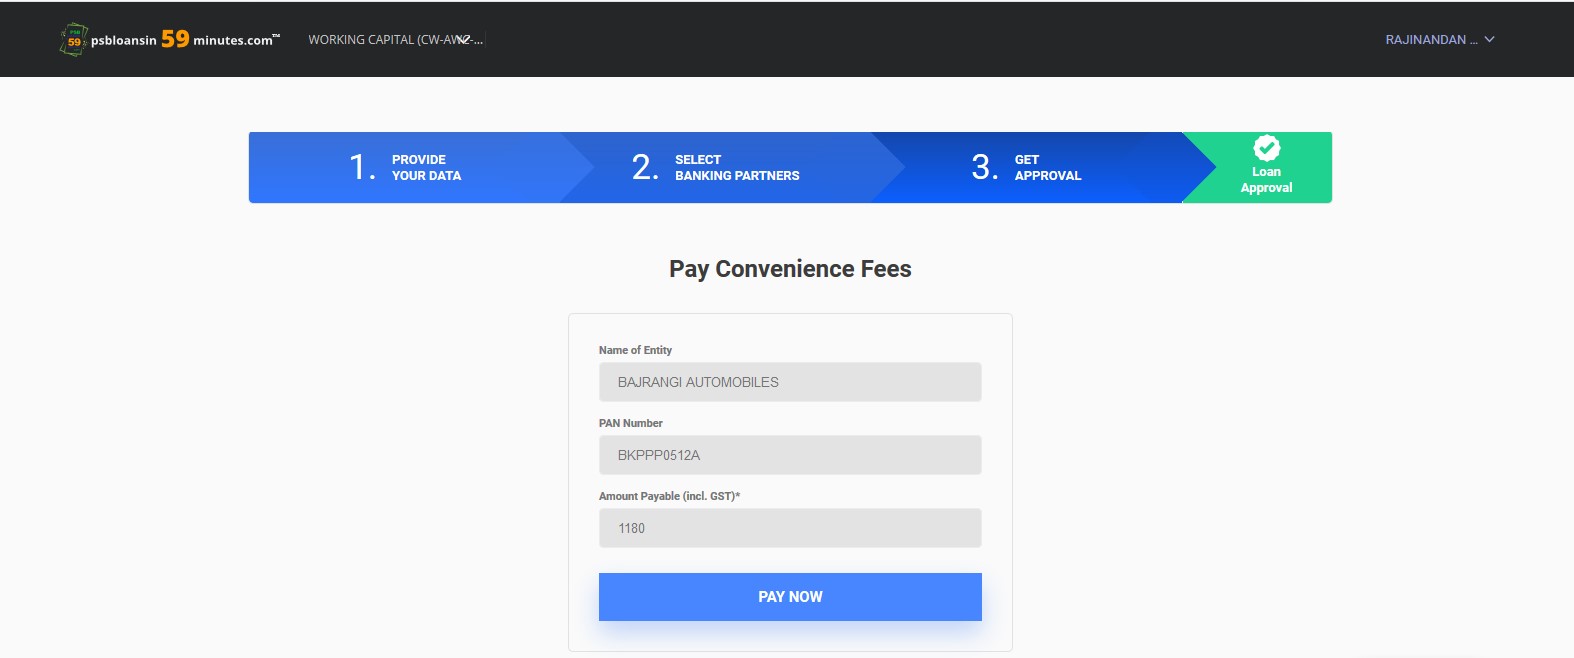 PSB
59
psbloansin 59 minutes.com™
WORKING CAPITAL (CW-AW2-...
RAJINANDAN ...
1. PROVIDE
YOUR DATA
2. SELECT
BANKING PARTNERS
3. GET
APPROVAL
Loan
Approval
Pay Convenience Fees
Name of Entity
BAJRANGI AUTOMOBILES
PAN Number
BKPPP0512A
Amount Payable (incl. GST)*
1180
PAY NOW